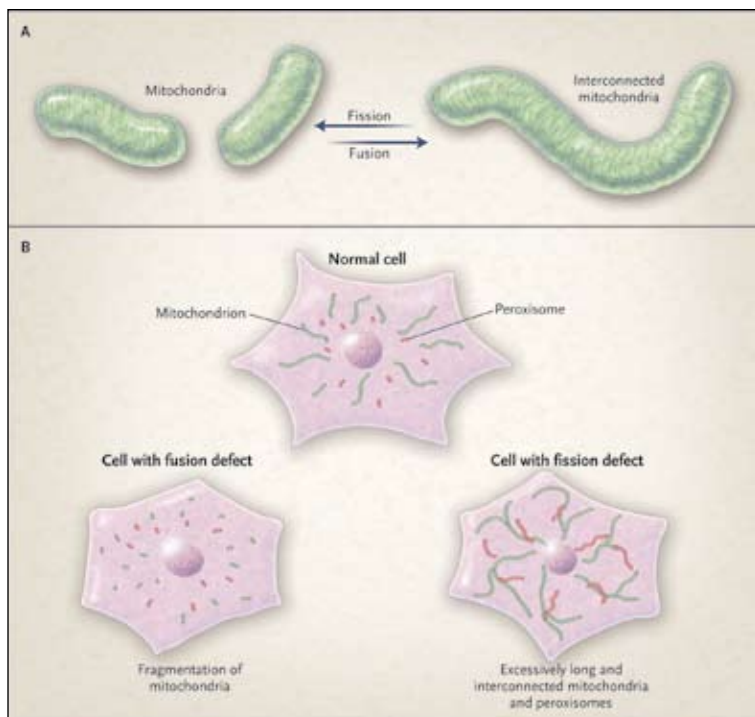 A
Mitochondria
Interconnected
mitochondria
Fission
Fusion
B
Normal cell
Mitochondrion
Peroxisome
Cell with fusion defect
Cell with fission defect
Fragmentation of
mitochondria
Excessively long and
interconnected mitochondria
and peroxisomes